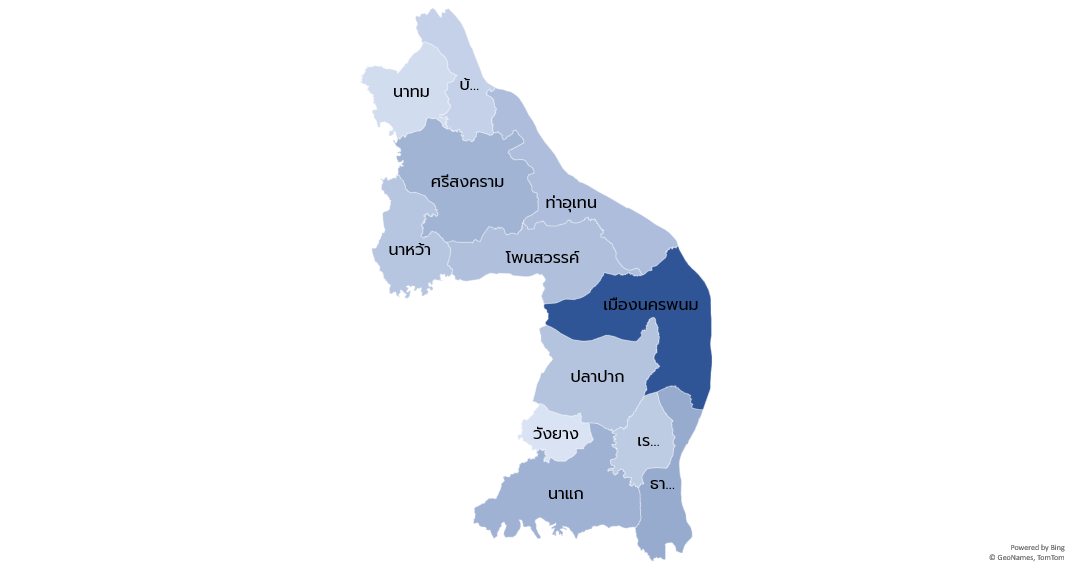 บ้...
นาทม
ศรีสงคราม
ท่าอุเทน
นาหว้า
โพนสวรรค์
เมืองนครพนม
ปลาปาก
วังยาง
เร...
ธา...
นาแก
Powered by Bing
© GeoNames, TomTom